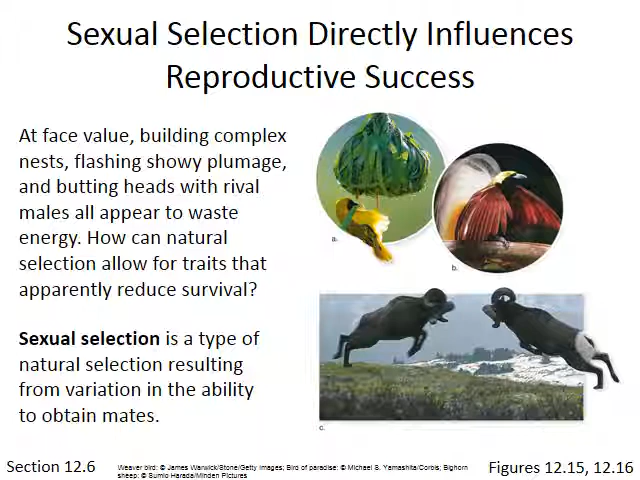 Sexual Selection Directly Influences
Reproductive Success
At face value, building complex
nests, flashing showy plumage,
and butting heads with rival
males all appear to waste
energy. How can natural
selection allow for traits that
apparently reduce survival?
Sexual selection is a type of
natural selection resulting
from variation in the ability
to obtain mates.
a.
b.
c.
Section 12.6
Weaver bird: © James Warwick/Stone/Getty Images; Bird of paradise: © Michael S. Yamashita/Corbis; Bighorn
sheep: © Sumio Harada/Minden Pictures
Figures 12.15, 12.16